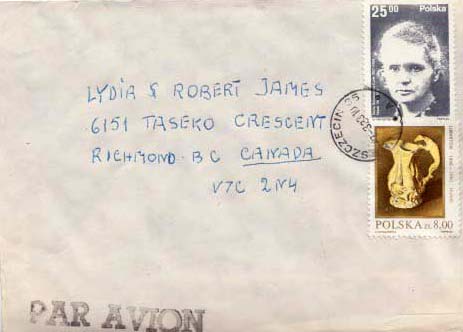 25.00 Polska
LYDIA & ROBERT JAMES
6151 TASEKO CRESCENT
RICHMOND. BC CANADA
V7C 2N4
SZCZECIN
POLSKA ZŁ 8,00
PAR AVION